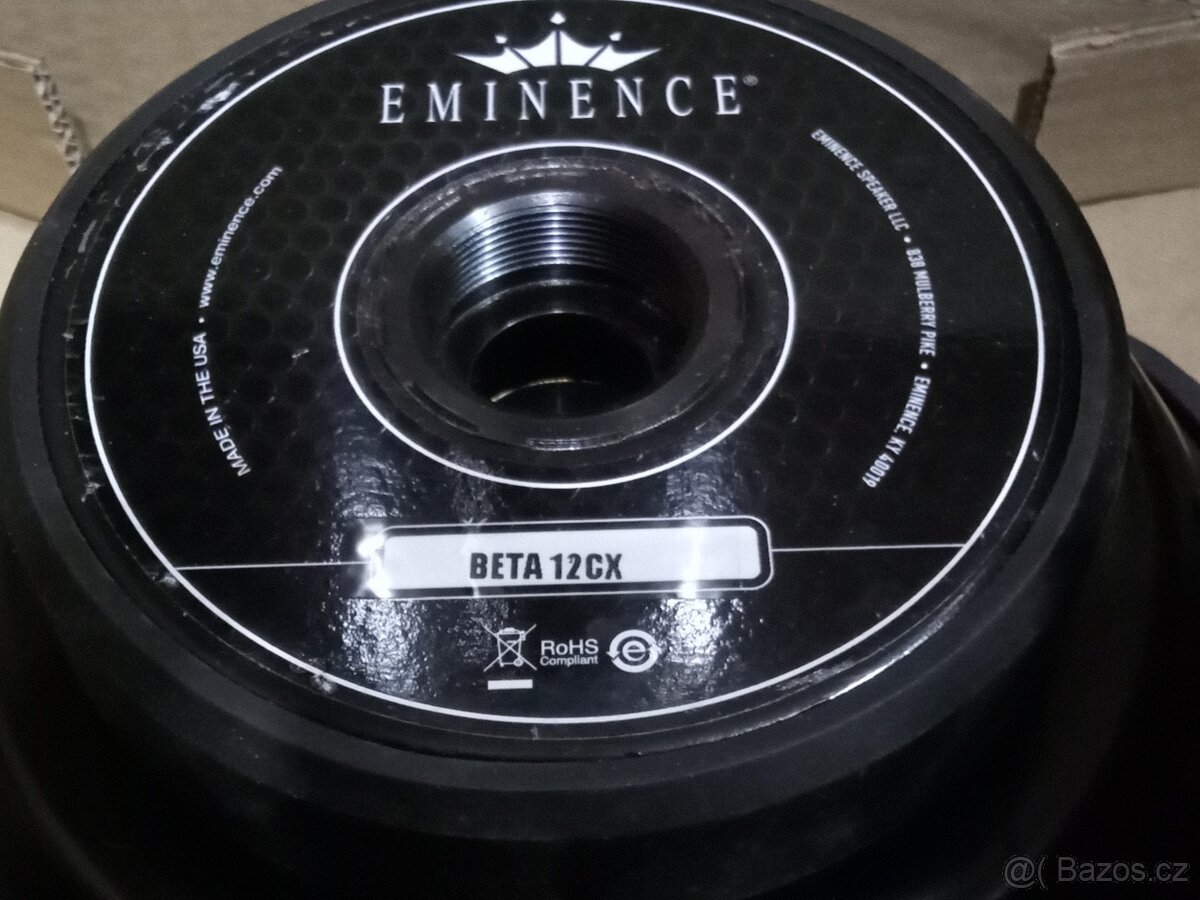 EMINENCE®
MADE IN THE USA • www.eminence.com
EMINENCE SPEAKER LLC • 838 MULBERRY PIKE • EMINENCE, KY 40019
BETA 12CX
RoHS
Compliant
e
@( Bazos.cz